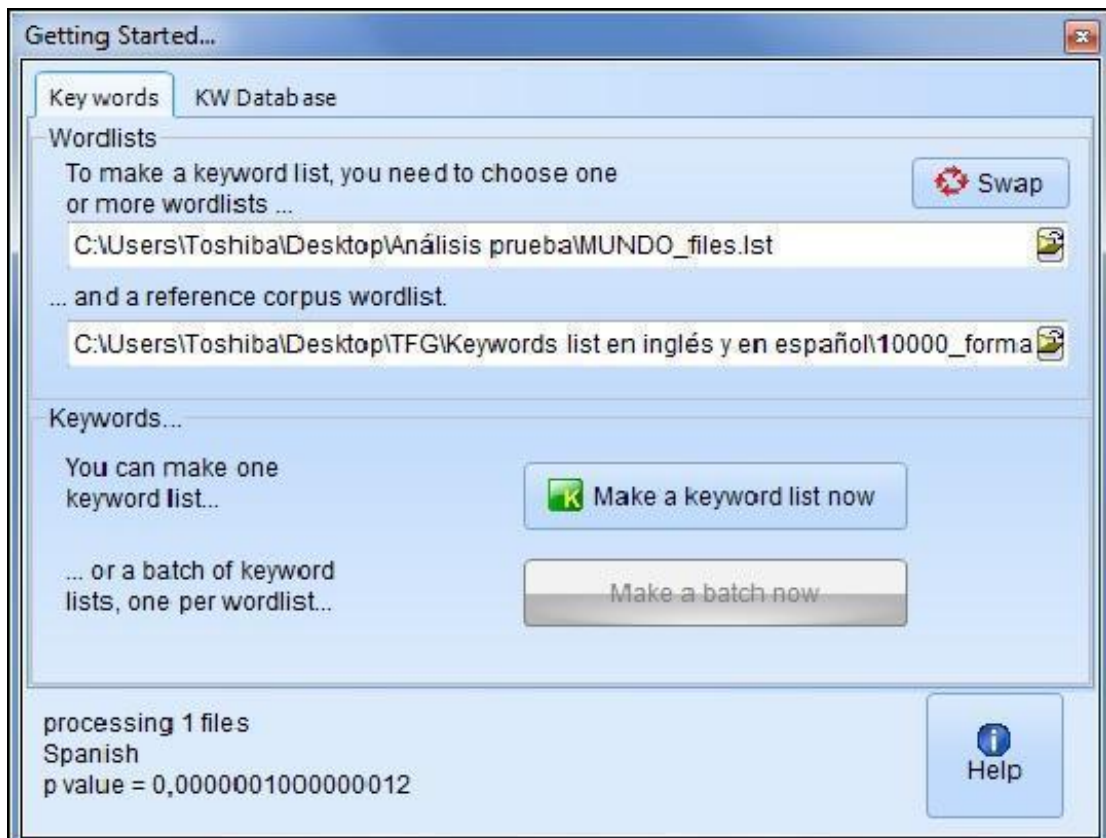 Getting Started...
Key words KW Database
Wordlists
To make a keyword list, you need to choose one
or more wordlists ...
Swap
C:\Users\Toshiba\Desktop\Análisis prueba\MUNDO_files.lst
... and a reference corpus wordlist.
C:\Users\Toshiba\Desktop\TFG\Keywords list en inglés y en español\10000_forma
Keywords...
You can make one
keyword list...
K Make a keyword list now
... or a batch of keyword
lists, one per wordlist...
Make a batch now
processing 1 files
Spanish
p value = 0,0000001000000012
i
Help